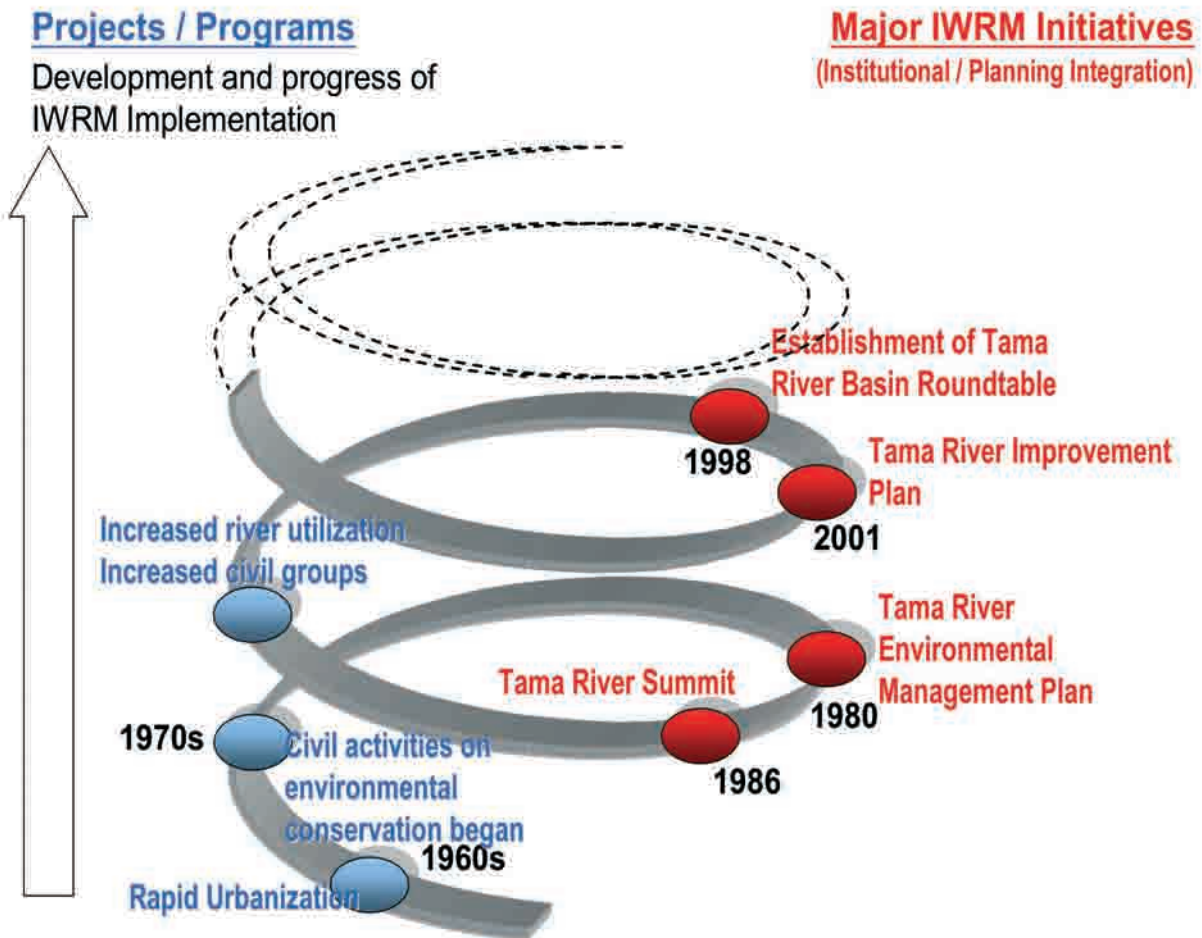 Projects / Programs
Development and progress of
IWRM Implementation
Major IWRM Initiatives
(Institutional / Planning Integration)
Establishment of Tama
River Basin Roundtable
1998
Tama River Improvement
Plan
2001
Increased river utilization
Increased civil groups
Tama River
Environmental
Management Plan
1980
Tama River Summit
1986
1970s
Civil activities on
environmental
conservation began
1960s
Rapid Urbanization